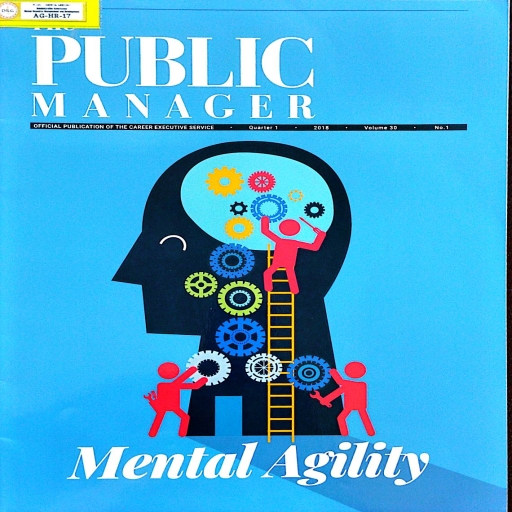 AG-HR-17
The
PUBLIC
MANAGER
OFFICIAL PUBLICATION OF THE CAREER EXECUTIVE SERVICE • Quarter 1 • 2018 • Volume 30 • No.1
Mental Agility